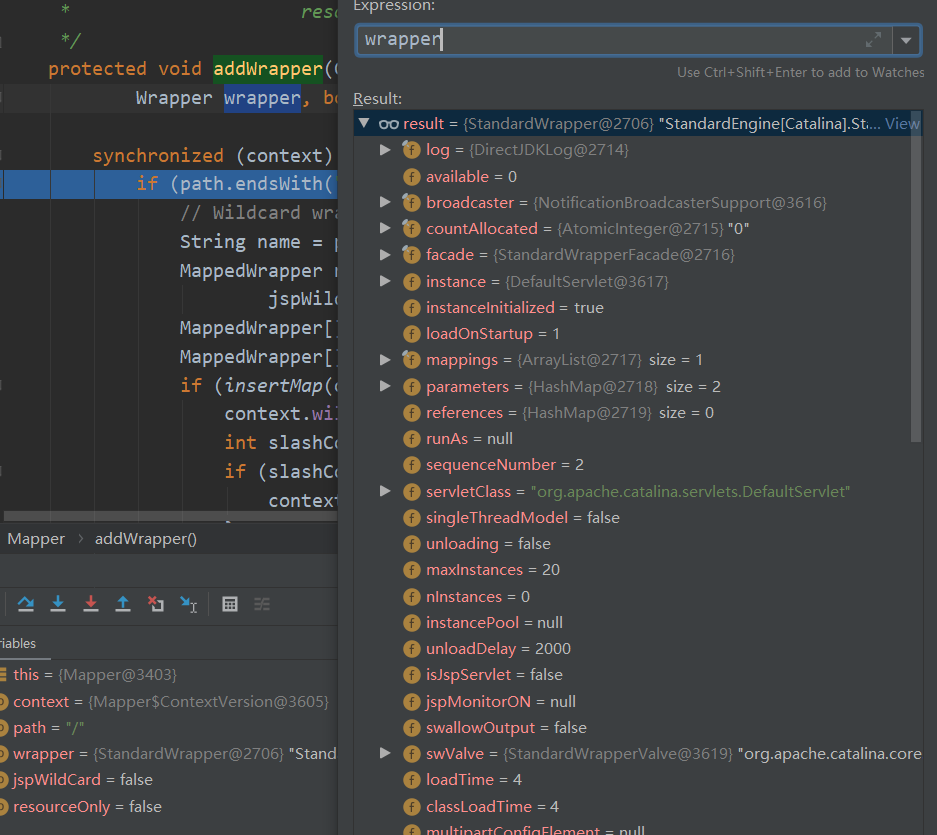 *                         reso
*/
protected void addWrapper(
Wrapper wrapper, bo
synchronized (context)
if (path.endsWith(
// Wildcard wra
String name = p
MappedWrapper n
jspWild
MappedWrapper[]
MappedWrapper[]
if (insertMap(
context.wil
int slashCo
if (slashCo
context
Mapper > addWrapper()
riables
this = {Mapper@3403}
context = {Mapper$ContextVersion@3605}
path = "/"
wrapper = {StandardWrapper@2706} "Stand
jspWildCard = false
resourceOnly = false
Expression:
wrapper
Use Ctrl+Shift+Enter to add to Watches
Result:
result = {StandardWrapper@2706} "StandardEngine[Catalina].St... View
log = {DirectJDKLog@2714}
available = 0
broadcaster = {NotificationBroadcasterSupport@3616}
countAllocated = {AtomicInteger@2715} "0"
facade = {StandardWrapperFacade@2716}
instance = {DefaultServlet@3617}
instanceInitialized = true
loadOnStartup = 1
mappings = {ArrayList@2717} size = 1
parameters = {HashMap@2718} size = 2
references = {HashMap@2719} size = 0
runAs = null
sequenceNumber = 2
servletClass = "org.apache.catalina.servlets.DefaultServlet"
singleThreadModel = false
unloading = false
maxInstances = 20
nInstances = 0
instancePool = null
unloadDelay = 2000
isJspServlet = false
jspMonitorON = null
swallowOutput = false
swValve = {StandardWrapperValve@3619} "org.apache.catalina.core
loadTime = 4
classLoadTime = 4
multipartConfigElement = null